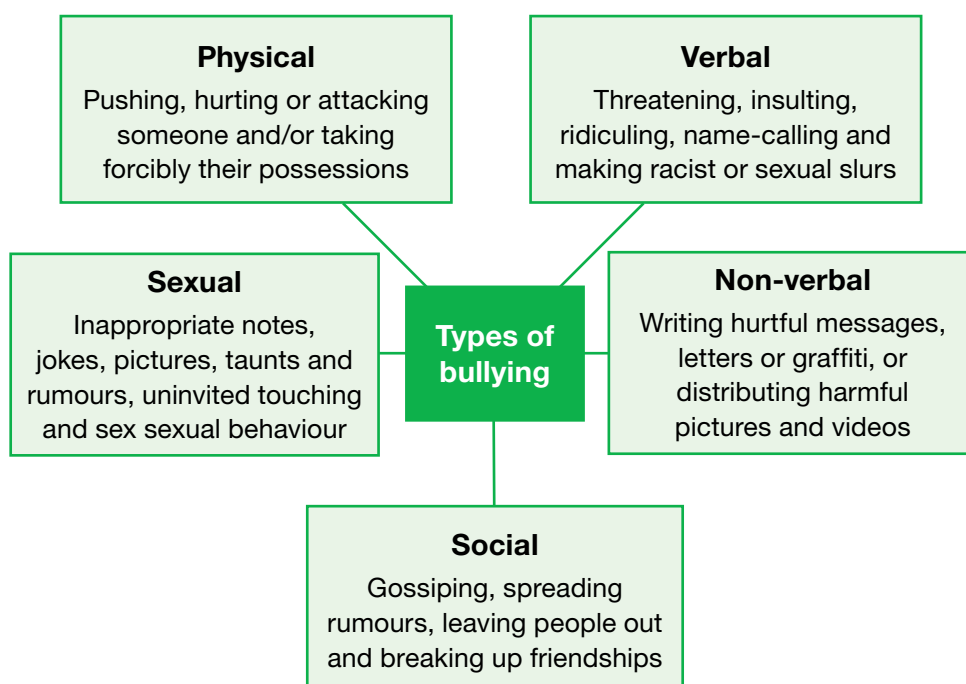 Physical
Pushing, hurting or attacking
someone and/or taking
forcibly their possessions
Verbal
Threatening, insulting,
ridiculing, name-calling and
making racist or sexual slurs
Sexual
Inappropriate notes,
jokes, pictures, taunts and
rumours, uninvited touching
and sex sexual behaviour
Types of
bullying
Non-verbal
Writing hurtful messages,
letters or graffiti, or
distributing harmful
pictures and videos
Social
Gossiping, spreading
rumours, leaving people out
and breaking up friendships